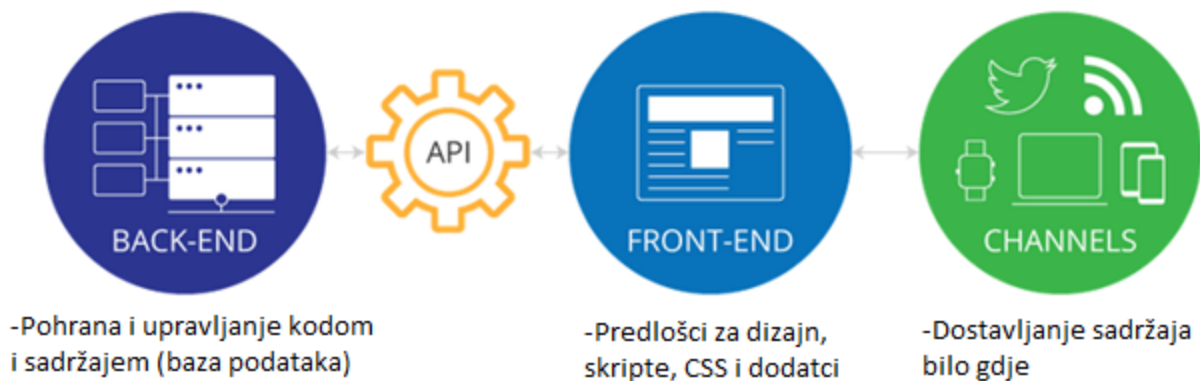 BACK-END
API
FRONT-END
CHANNELS
-Pohrana i upravljanje kodom
i sadržajem (baza podataka)
-Predlošci za dizajn,
skripte, CSS i dodatci
-Dostavljanje sadržaja
bilo gdje